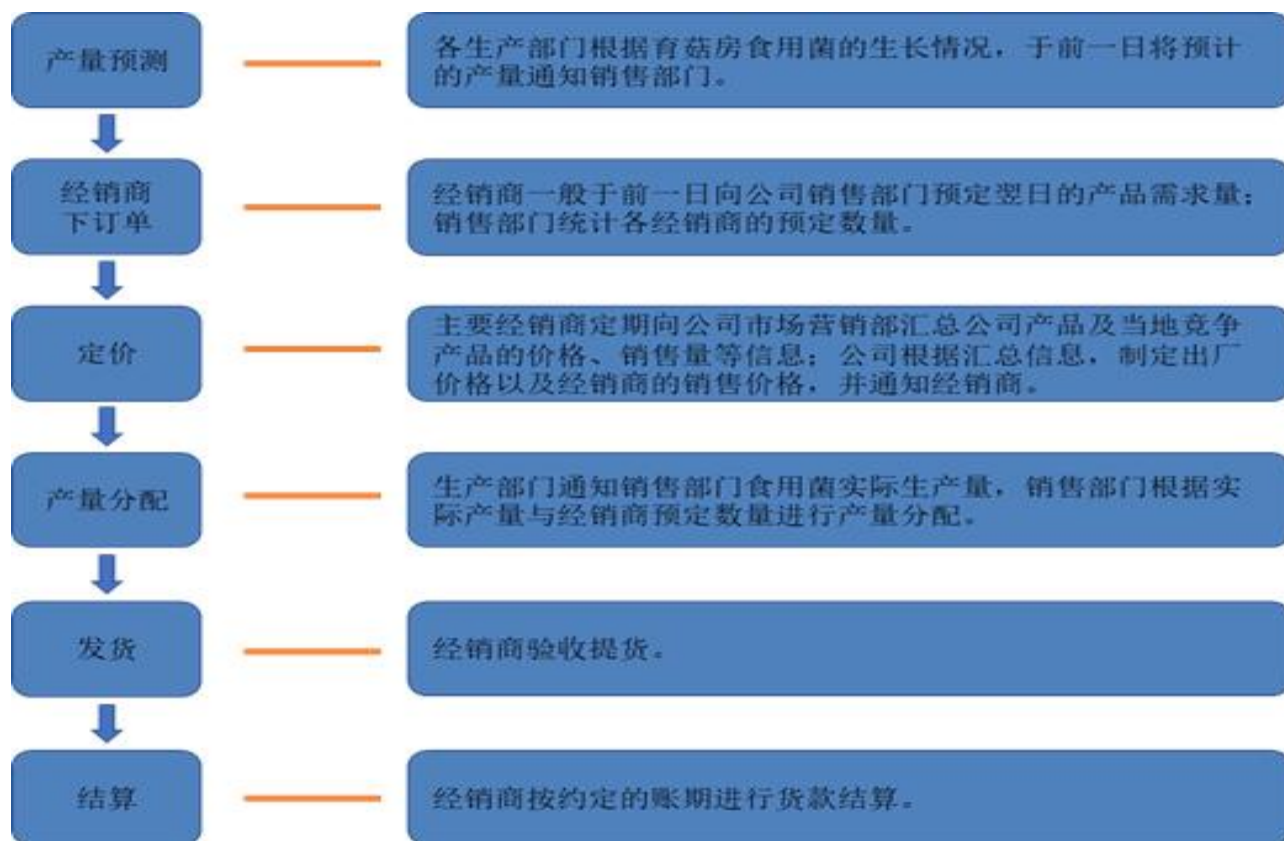 产量预测
各生产部门根据育菇房食用菌的生长情况，于前一日将预计
的产量通知销售部门。
经销商
下订单
经销商一般于前一日向公司销售部门预定翌日的产品需求量；
销售部门统计各经销商的预定数量。
定价
主要经销商定期向公司市场营销部汇总公司产品及当地竞争
产品的价格、销售量等信息；公司根据汇总信息，制定出厂
价格以及经销商的销售价格，并通知经销商。
产量分配
生产部门通知销售部门食用菌实际生产量，销售部门根据实
际产量与经销商预定数量进行产量分配。
发货
经销商验收提货。
结算
经销商按约定的账期进行货款结算。